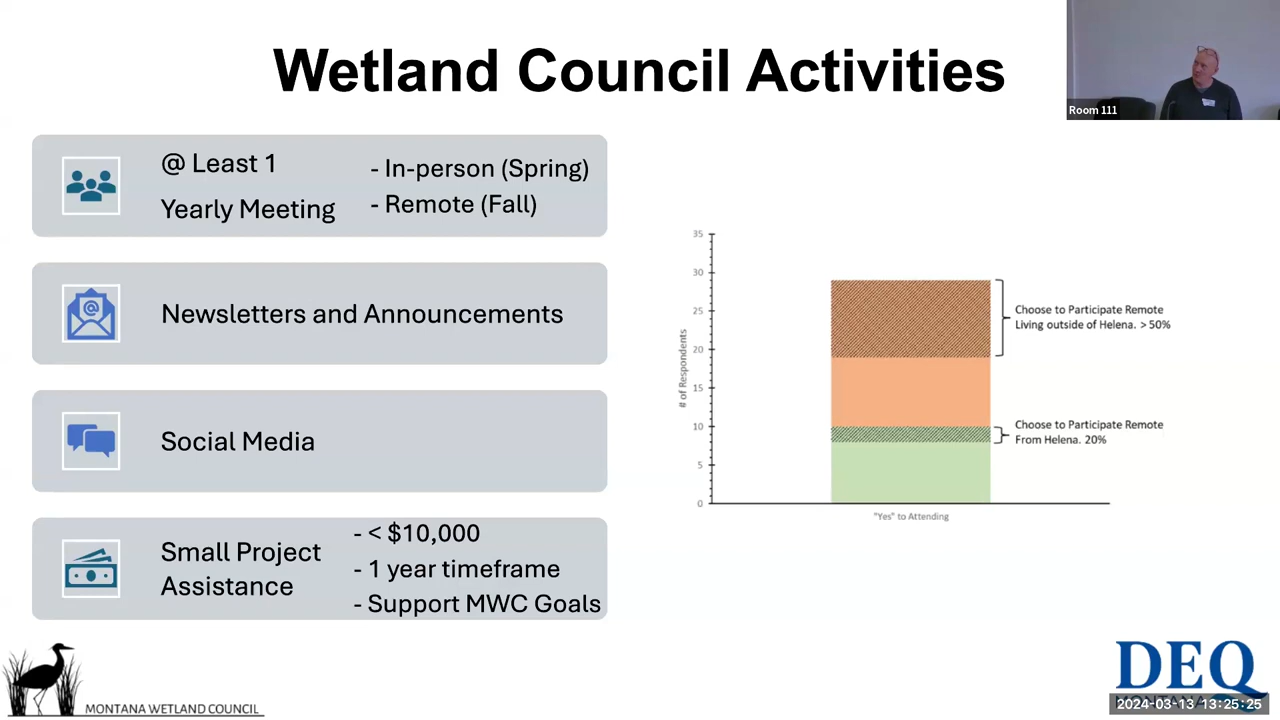 Wetland Council Activities
Room 111
@ Least 1
Yearly Meeting
- In-person (Spring)
- Remote (Fall)
Newsletters and Announcements
Social Media
Small Project
Assistance
- < $10,000
- 1 year timeframe
- Support MWC Goals
35
30
25
20
15
10
5
0
# of Respondents
Choose to Participate Remote
Living outside of Helena. > 50%
Choose to Participate Remote
From Helena. 20%
"Yes" to Attending
MONTANA WETLAND COUNCIL
DEQ
2024-03-13 13:25:25